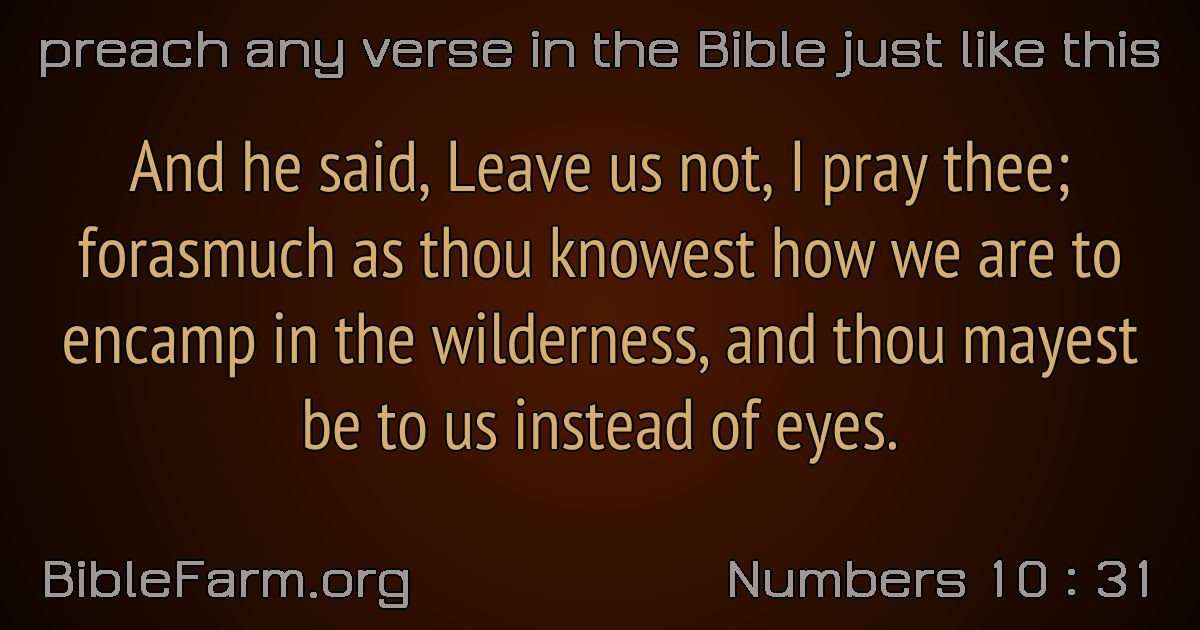 preach any verse in the Bible just like this
And he said, Leave us not, I pray thee;
forasmuch as thou knowest how we are to
encamp in the wilderness, and thou mayest
be to us instead of eyes.
BibleFarm.org
Numbers 10 : 31